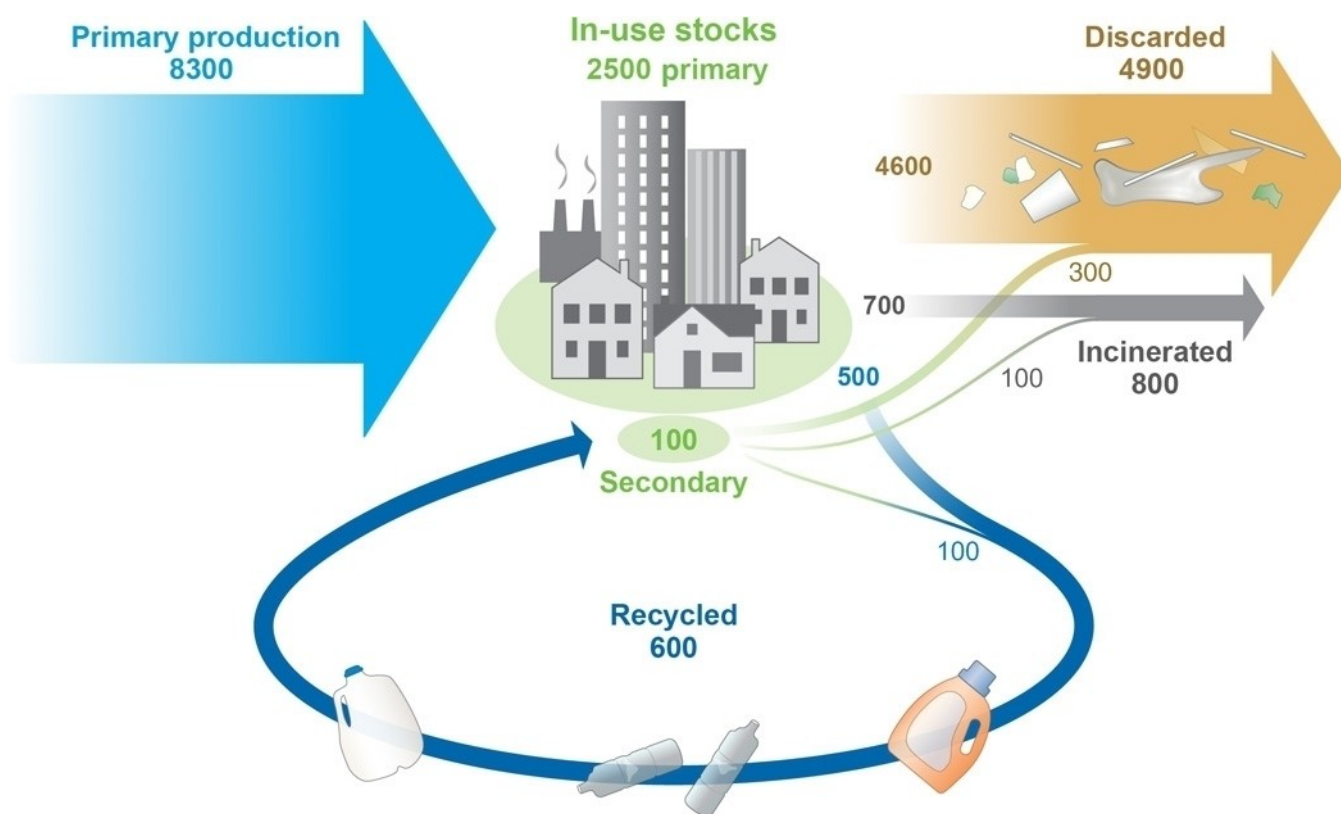 Primary production
8300
In-use stocks
2500 primary
Discarded
4900
4600
300
700
Incinerated
800
500
100
100
Secondary
100
Recycled
600